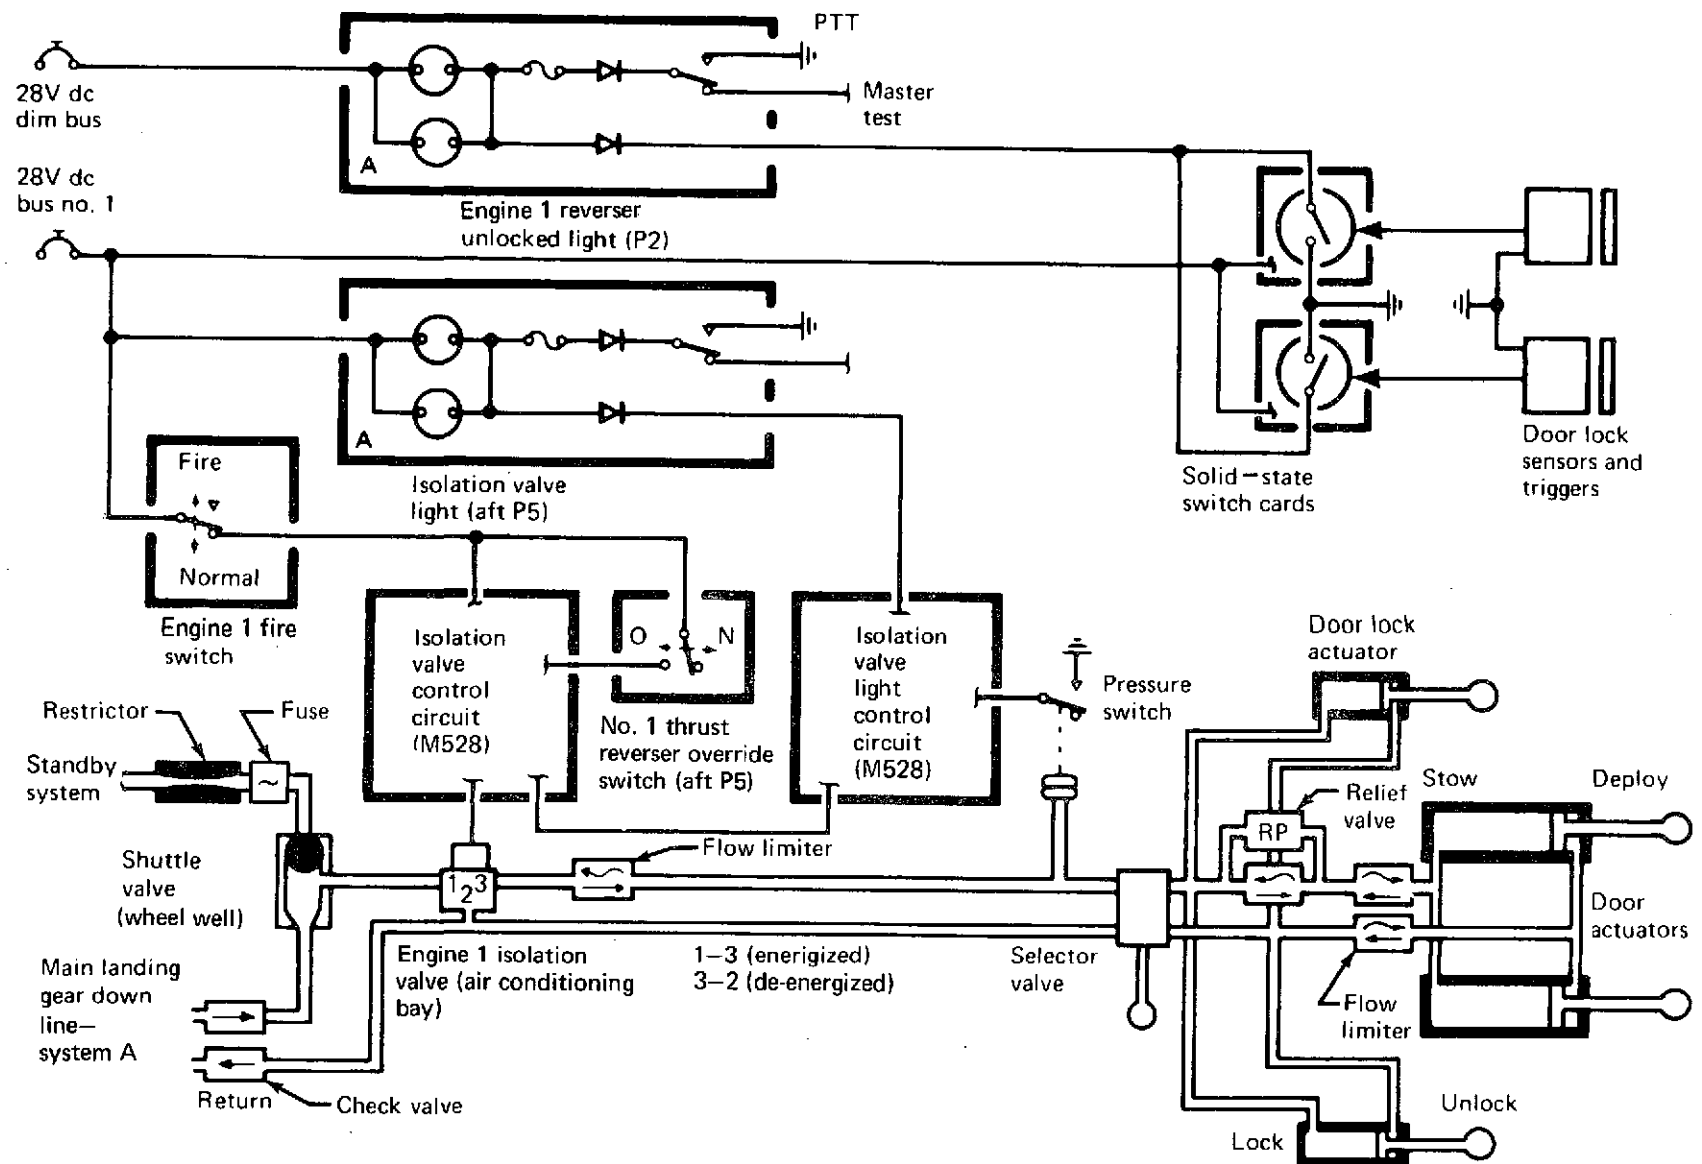 PTT
28V dc
dim bus
Master
test
A
28V dc
bus no. 1
Engine 1 reverser
unlocked light (P2)
A
Isolation valve
light (aft P5)
Door lock
sensors and
triggers
Solid-state
switch cards
Fire
Normal
Engine 1 fire
switch
Isolation
valve
control
circuit
(M528)
O
N
No. 1 thrust
reverser override
switch (aft P5)
Isolation
valve
light
control
circuit
(M528)
Pressure
switch
Door lock
actuator
Restrictor
Fuse
Standby
system
~
Stow
Deploy
Relief
valve
RP
Shuttle
valve
(wheel well)
Flow limiter
1
2
3
Door
actuators
Engine 1 isolation
valve (air conditioning
bay)
1-3 (enerigized)
3-2 (de-energized)
Selector
valve
Flow
limiter
Main landing
gear down
line-
system A
Return
Check valve
Unlock
Lock